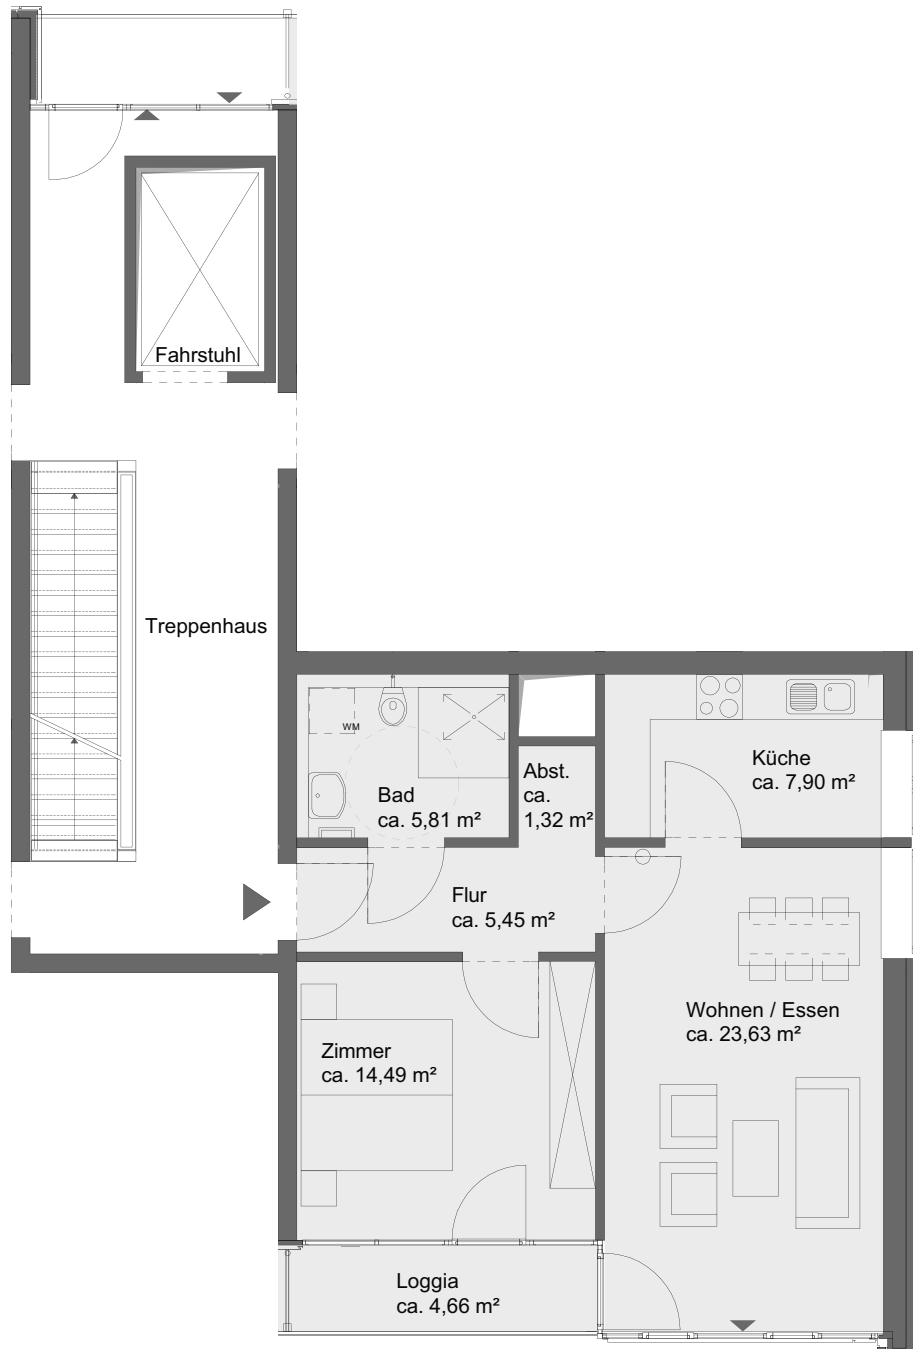 Fahrstuhl
Treppenhaus
WM
Bad
ca. 5,81 m²
Abst.
ca.
1,32 m²
Küche
ca. 7,90 m²
Flur
ca. 5,45 m²
Wohnen / Essen
ca. 23,63 m²
Zimmer
ca. 14,49 m²
Loggia
ca. 4,66 m²